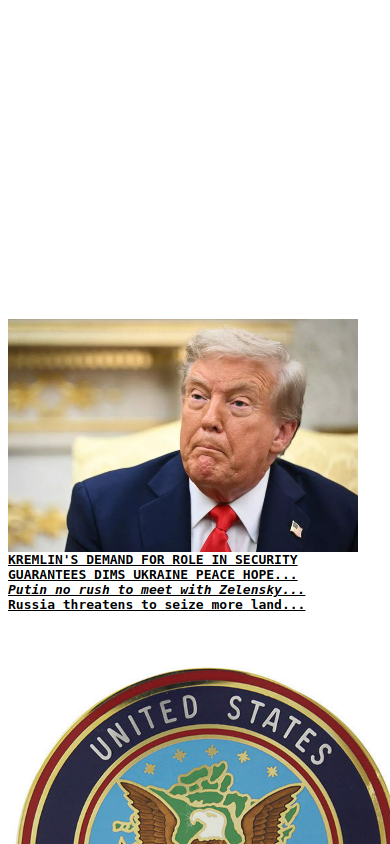 KREMLIN'S DEMAND FOR ROLE IN SECURITY
GUARANTEES DIMS UKRAINE PEACE HOPE...
Putin no rush to meet with Zelensky...
Russia threatens to seize more land...
UNITED STATES